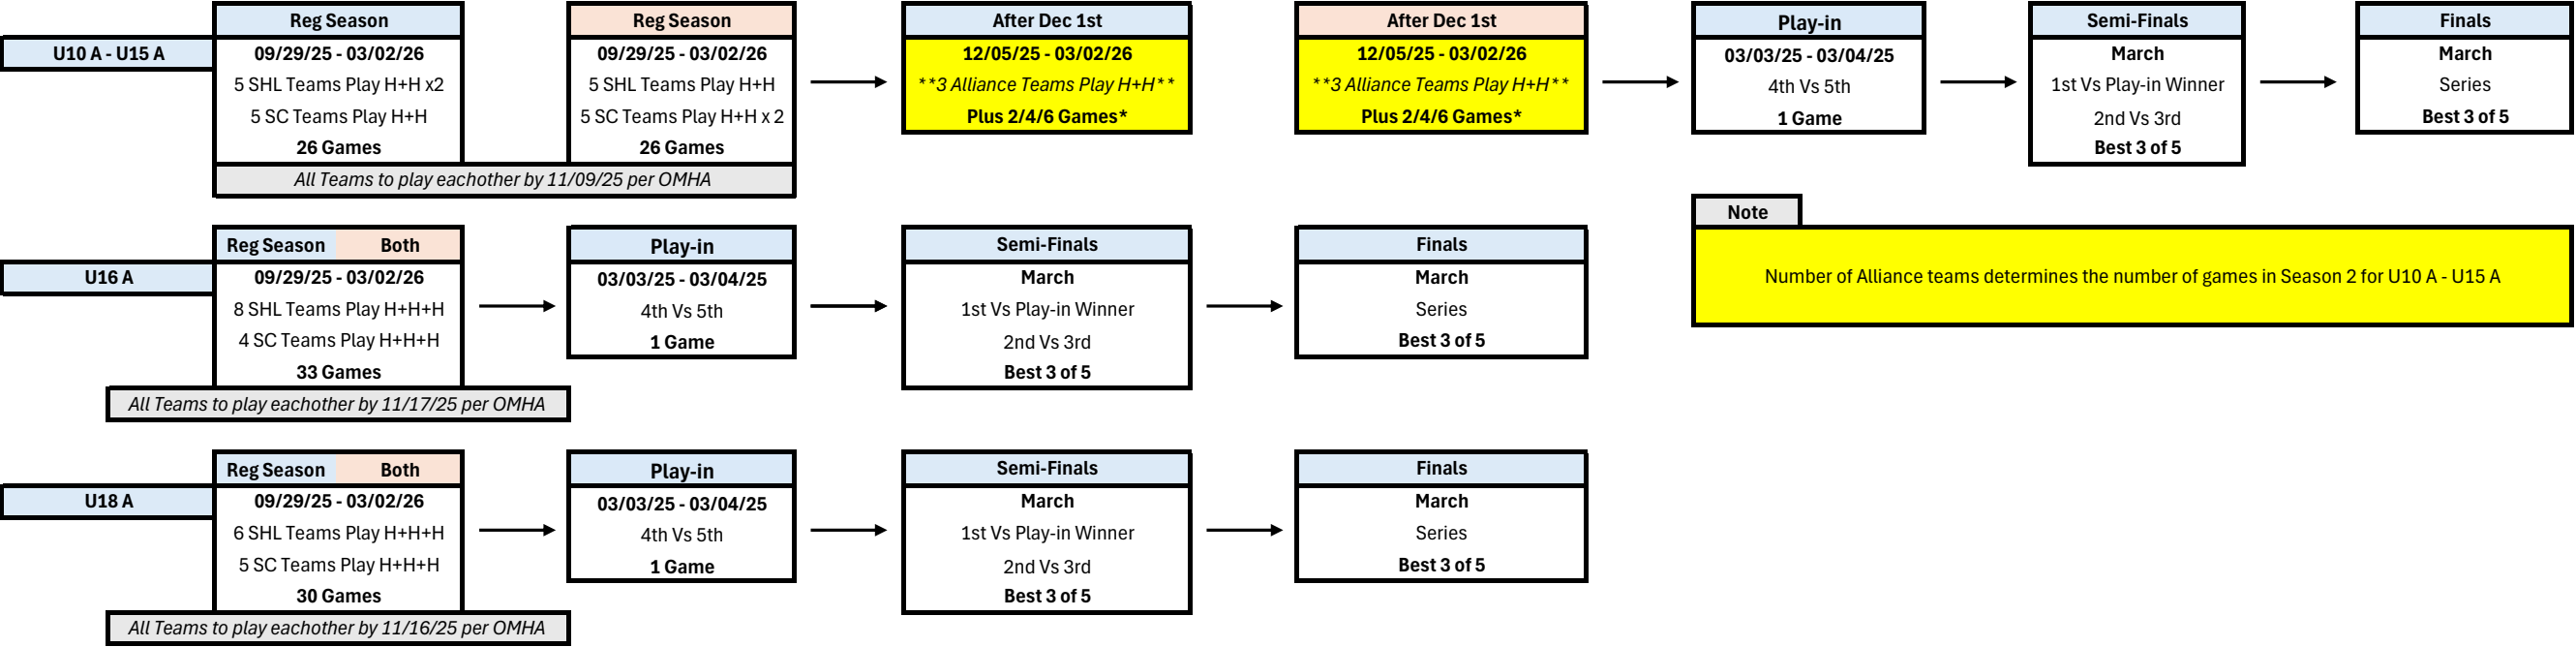 U10 A - U15 A
Reg Season
09/29/25 - 03/02/26
5 SHL Teams Play H+H x2
5 SC Teams Play H+H
26 Games
Reg Season
09/29/25 - 03/02/26
5 SHL Teams Play H+H
5 SC Teams Play H+H x 2
26 Games
All Teams to play eachother by 11/09/25 per OMHA
After Dec 1st
12/05/25 - 03/02/26
**3 Alliance Teams Play H+H**
Plus 2/4/6 Games*
After Dec 1st
12/05/25 - 03/02/26
**3 Alliance Teams Play H+H**
Plus 2/4/6 Games*
Play-in
03/03/25 - 03/04/25
4th Vs 5th
1 Game
Semi-Finals
March
1st Vs Play-in Winner
2nd Vs 3rd
Best 3 of 5
Finals
March
Series
Best 3 of 5
Note
Number of Alliance teams determines the number of games in Season 2 for U10 A - U15 A
U16 A
Reg Season Both
09/29/25 - 03/02/26
8 SHL Teams Play H+H+H
4 SC Teams Play H+H+H
33 Games
All Teams to play eachother by 11/17/25 per OMHA
Play-in
03/03/25 - 03/04/25
4th Vs 5th
1 Game
Semi-Finals
March
1st Vs Play-in Winner
2nd Vs 3rd
Best 3 of 5
Finals
March
Series
Best 3 of 5
U18 A
Reg Season Both
09/29/25 - 03/02/26
6 SHL Teams Play H+H+H
5 SC Teams Play H+H+H
30 Games
All Teams to play eachother by 11/16/25 per OMHA
Play-in
03/03/25 - 03/04/25
4th Vs 5th
1 Game
Semi-Finals
March
1st Vs Play-in Winner
2nd Vs 3rd
Best 3 of 5
Finals
March
Series
Best 3 of 5